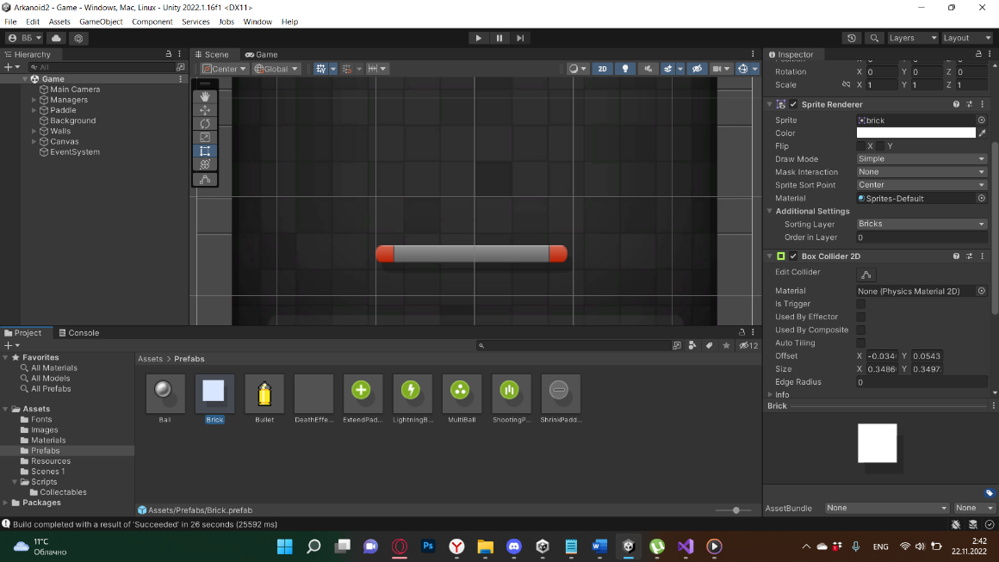 Arkanoid2 - Game - Windows, Mac, Linux - Unity 2022.1.16f1 <DX11>
File Edit Assets GameObject Component Services Jobs Window Help
ВБ Layers Layout
Hierarchy
All
Game
Main Camera
Managers
Paddle
Background
Walls
Canvas
EventSystem
Scene Game
Center Global 2D
Inspector
Rotation X 0 Y 0 Z 0
Scale X 1 Y 1 Z 1
Sprite Renderer
Sprite brick
Color
Flip X Y
Draw Mode Simple
Mask Interaction None
Sprite Sort Point Center
Material Sprites-Default
Additional Settings
Sorting Layer Bricks
Order in Layer 0
Box Collider 2D
Edit Collider
Material None (Physics Material 2D)
Is Trigger
Used By Effector
Used By Composite
Auto Tiling
Offset X -0.034 Y 0.0543
Size X 0.3486 Y 0.3497
Edge Radius 0
Info
Brick
AssetBundle None None
Project Console
12
Favorites
All Materials
All Models
All Prefabs
Assets
Fonts
Images
Materials
Prefabs
Resources
Scenes 1
Scripts
Collectables
Packages
Assets > Prefabs
Ball Brick Bullet DeathEffe... ExtendPad... LightningB... MultiBall ShootingP... ShrinkPadd...
Assets/Prefabs/Brick.prefab
Build completed with a result of 'Succeeded' in 26 seconds (25592 ms)
11°C
Облачно
Ps
ENG
2:42
22.11.2022